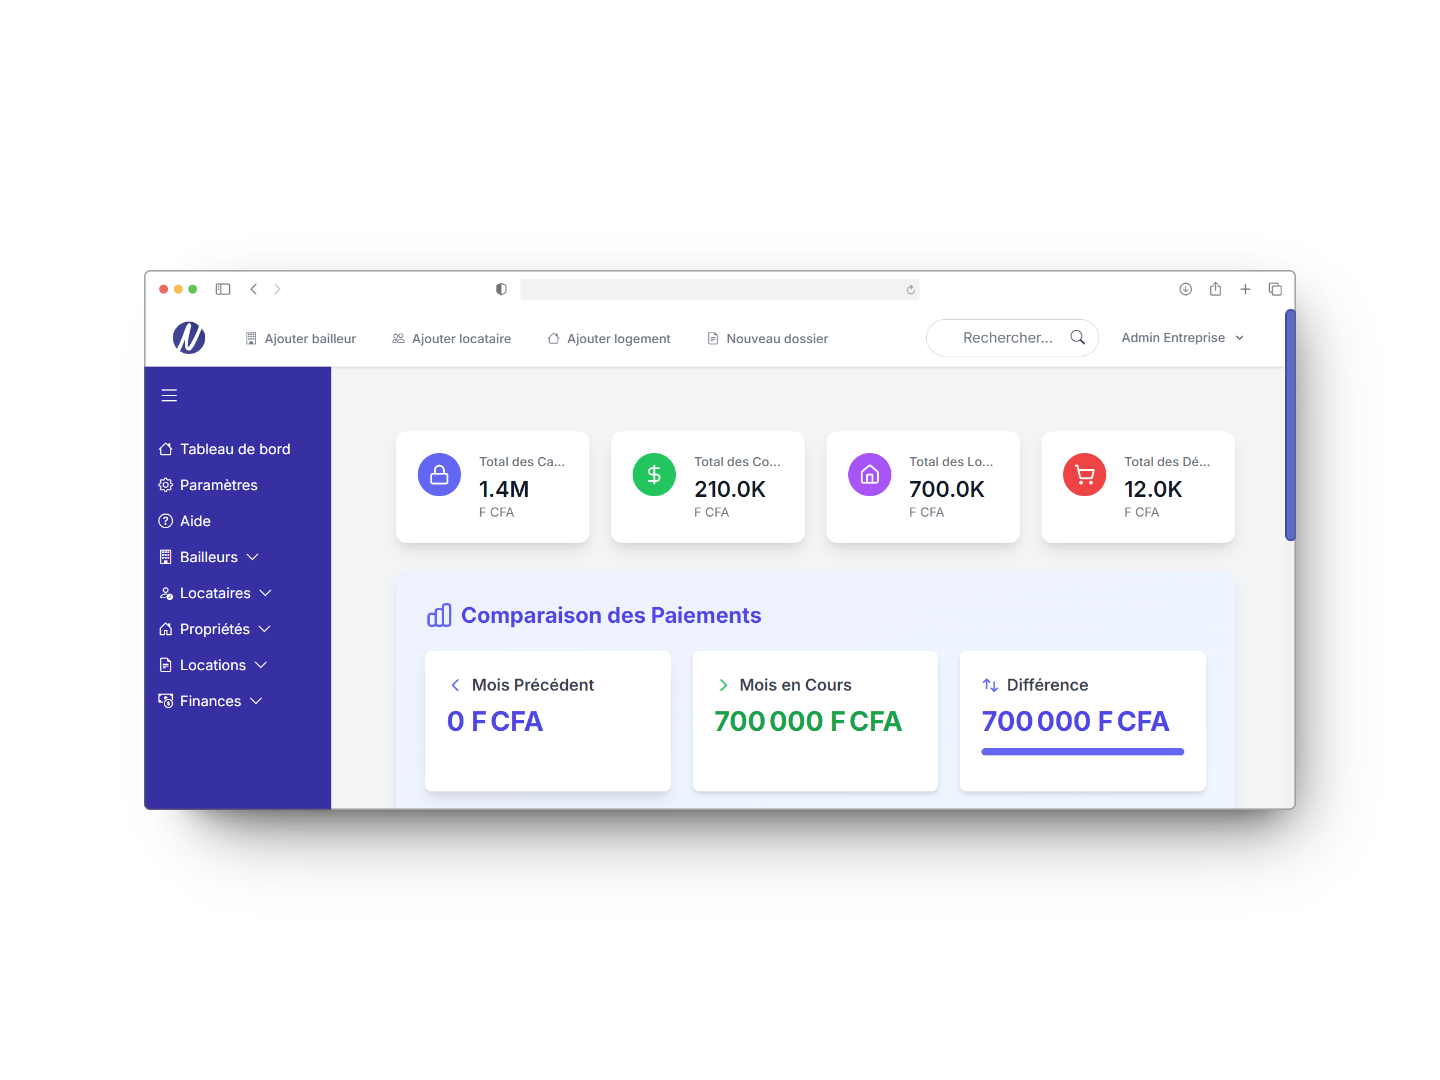 Ajouter bailleur
Ajouter locataire
Ajouter logement
Nouveau dossier
Rechercher...
Admin Entreprise
Tableau de bord
Paramètres
Aide
Bailleurs
Locataires
Propriétés
Locations
Finances
Total des Ca...
1.4M
F CFA
Total des Co...
210.0K
F CFA
Total des Lo...
700.0K
F CFA
Total des Dé...
12.0K
F CFA
Comparaison des Paiements
Mois Précédent
0 F CFA
Mois en Cours
700 000 F CFA
Différence
700 000 F CFA